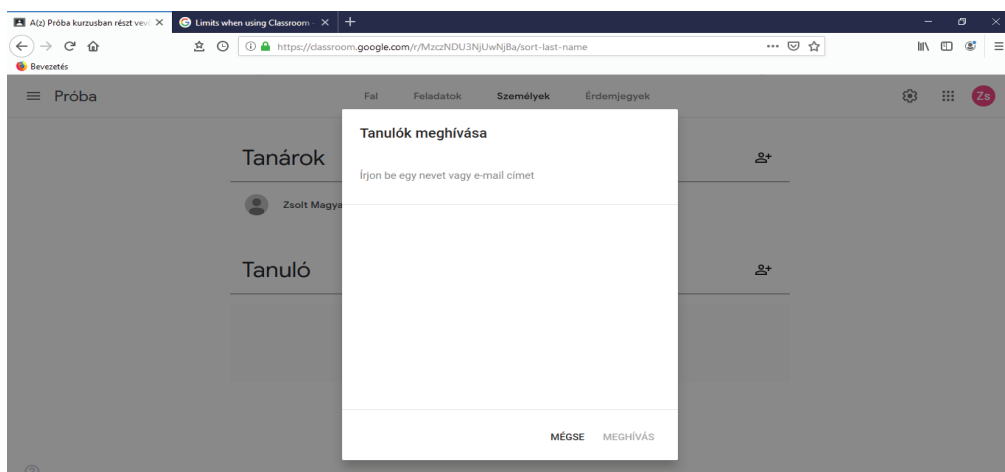 A(z) Próba kurzusban részt vevő
Limits when using Classroom -
https://classroom.google.com/r/MzczNDU3NjUwNjBa/sort-last-name
Bevezetés
Próba
Fal Feladatok Személyek Érdemjegyek
Zs
Tanulók meghívása
Tanárok
Írjon be egy nevet vagy e-mail címet
Zsolt Magya
Tanuló
MÉGSE MEGHÍVÁS